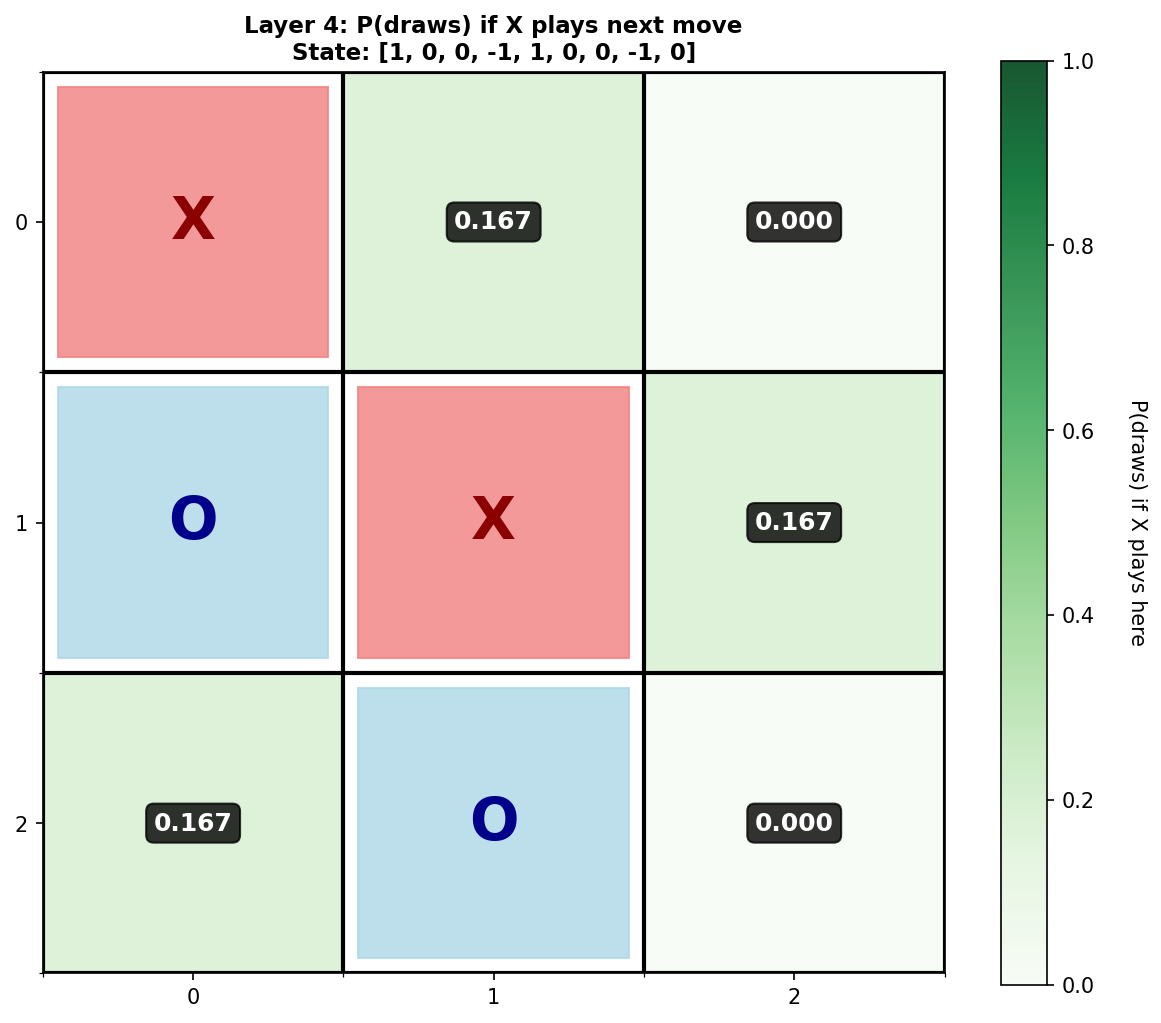 Layer 4: P(draws) if X plays next move
State: [1, 0, 0, -1, 1, 0, 0, -1, 0]
X
0.167
0.000
O
X
0.167
0.167
O
0.000
0
1
2
0
1
2
1.0
0.8
0.6
0.4
0.2
0.0
P(draws) if X plays here